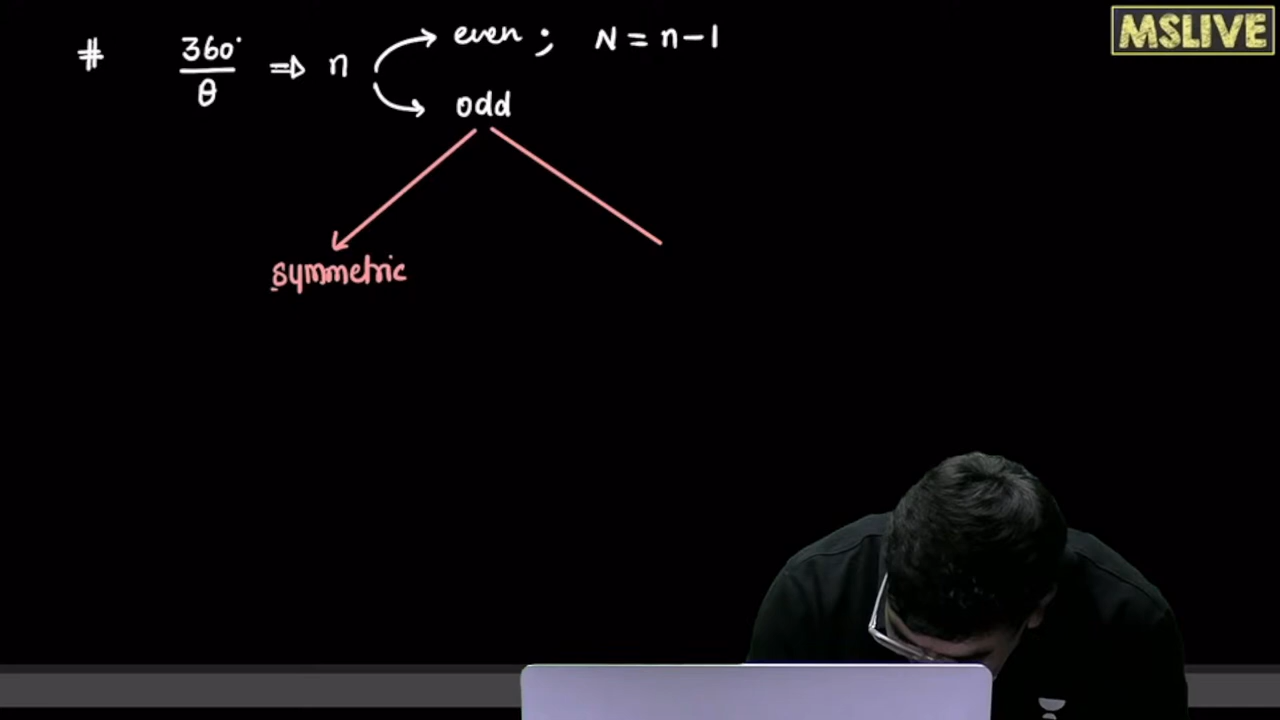 MSLIVE
# 360°/θ ⇒ n → even ; N = n-1
→ odd
symmetric